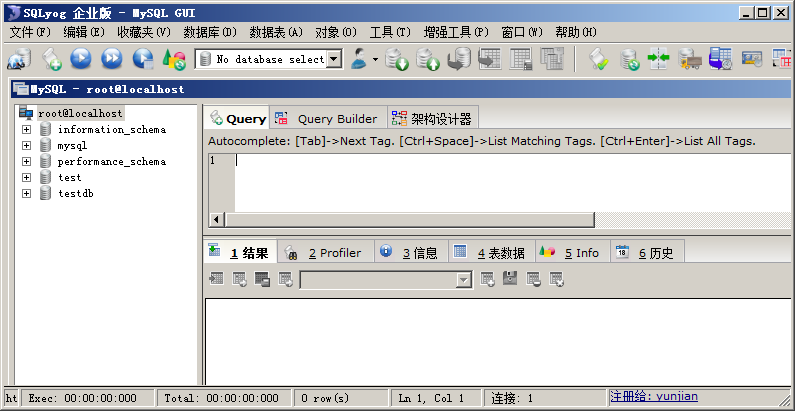 SQLyog 企业版 - MySQL GUI
文件(F) 编辑(E) 收藏夹(V) 数据库(D) 数据表(A) 对象(O) 工具(T) 增强工具(P) 窗口(W) 帮助(H)
No database select
MySQL - root@localhost
root@localhost
information_schema
mysql
performance_schema
test
testdb
Query Query Builder 架构设计器
Autocomplete: [Tab]->Next Tag. [Ctrl+Space]->List Matching Tags. [Ctrl+Enter]->List All Tags.
1
1 结果 2 Profiler 3 信息 4 表数据 5 Info 6 历史
ht Exec: 00:00:00:000 Total: 00:00:00:000 0 row(s) Ln 1, Col 1 连接: 1 注册给: yunjian